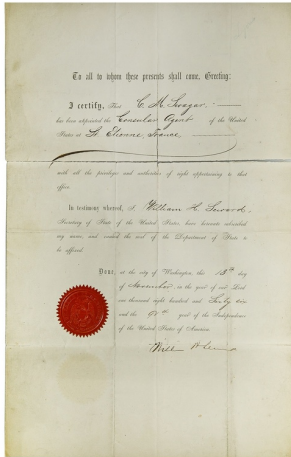 To all to whom these presents shall come, Greeting:
I certify, That C. M. Swagar
has been appointed the Consular Agent of the United
States at St. Etienne, France
with all the privileges and authorities of right appertaining to that
office.
In testimony whereof, I William H. Seward,
Secretary of State of the United States, have hereunto subscribed
my name, and caused the seal of the Department of State to
be affixed.
Done, at the city of Washington, this 13th day
of November, in the year of our Lord
one thousand eight hundred and Sixty six
and the 91st year of the Independence
of the United States of America.